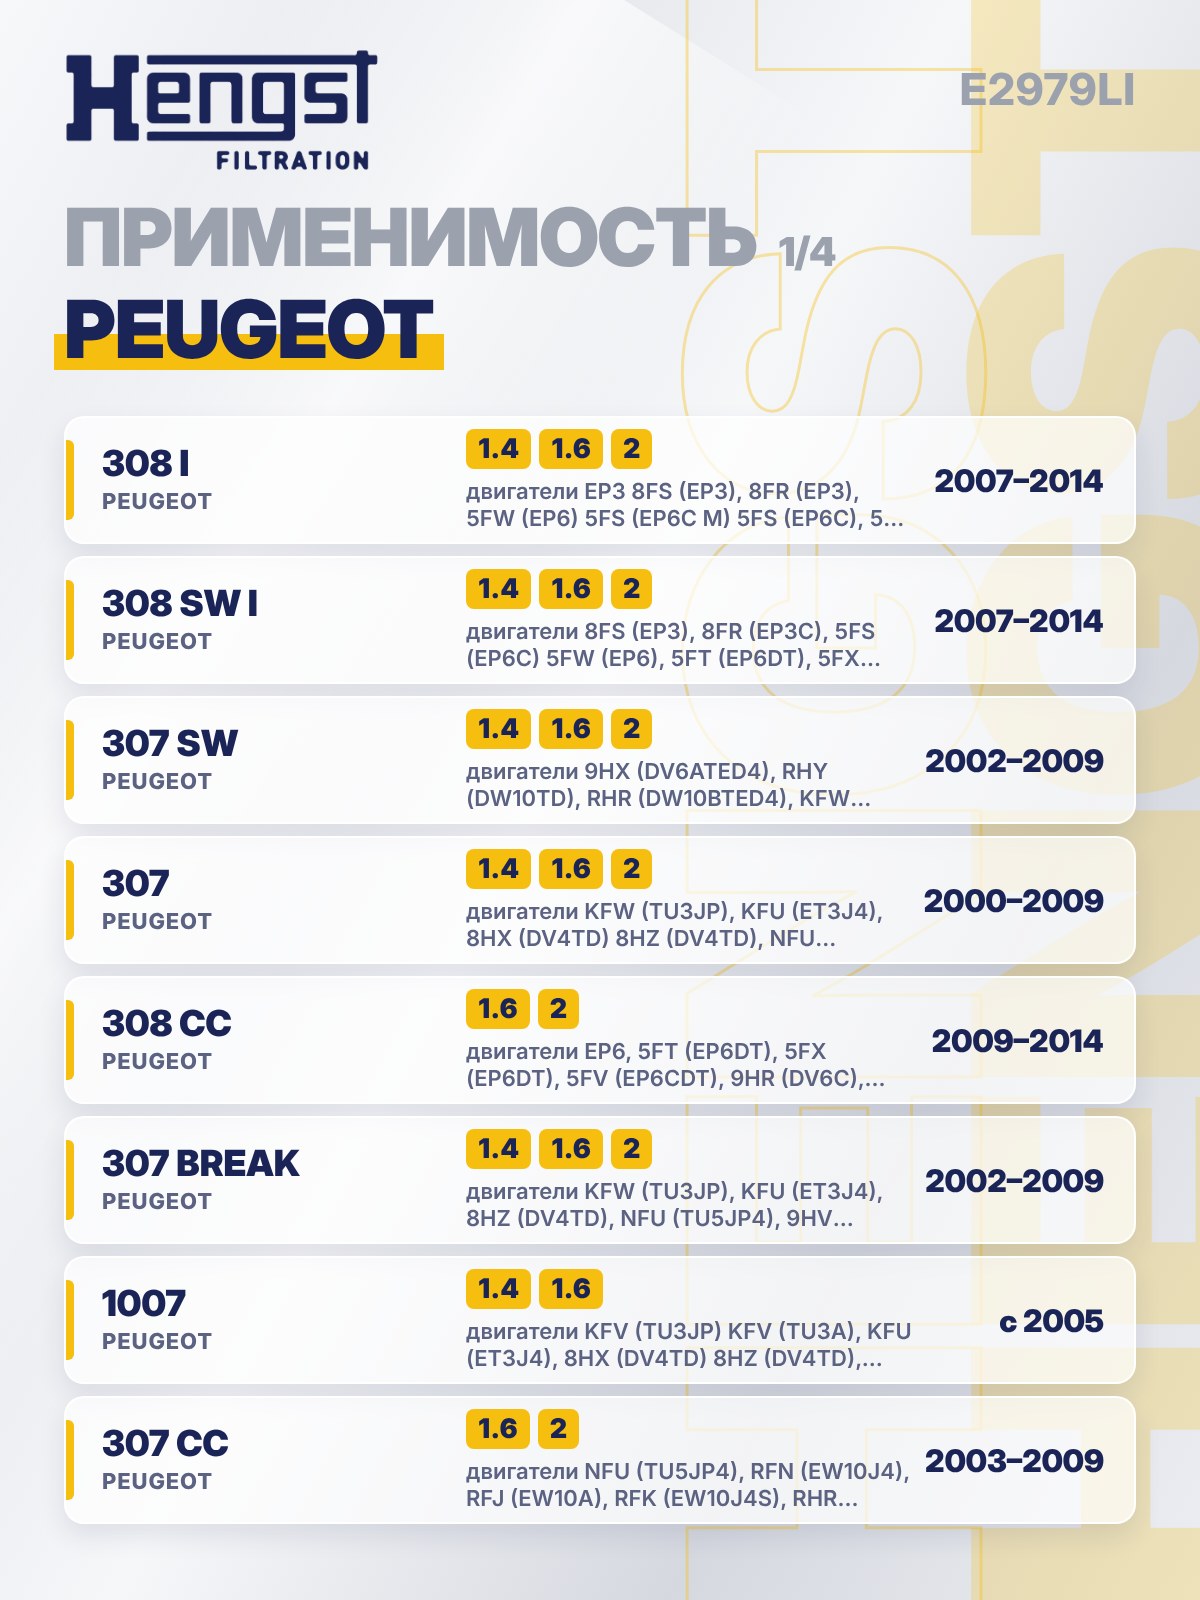 Hengst
FILTRATION
E2979LI
ПРИМЕНИМОСТЬ 1/4
PEUGEOT
308 I
PEUGEOT
1.4 1.6 2
двигатели EP3 8FS (EP3), 8FR (EP3),
5FW (EP6) 5FS (EP6C M) 5FS (EP6C), 5...
2007–2014
308 SW I
PEUGEOT
1.4 1.6 2
двигатели 8FS (EP3), 8FR (EP3C), 5FS
(EP6C) 5FW (EP6), 5FT (EP6DT), 5FX...
2007–2014
307 SW
PEUGEOT
1.4 1.6 2
двигатели 9HX (DV6ATED4), RHY
(DW10TD), RHR (DW10BTED4), KFW...
2002–2009
307
PEUGEOT
1.4 1.6 2
двигатели KFW (TU3JP), KFU (ET3J4),
8HX (DV4TD) 8HZ (DV4TD), NFU...
2000–2009
308 CC
PEUGEOT
1.6 2
двигатели EP6, 5FT (EP6DT), 5FX
(EP6DT), 5FV (EP6CDT), 9HR (DV6C),...
2009–2014
307 BREAK
PEUGEOT
1.4 1.6 2
двигатели KFW (TU3JP), KFU (ET3J4),
8HZ (DV4TD), NFU (TU5JP4), 9HV...
2002–2009
1007
PEUGEOT
1.4 1.6
двигатели KFV (TU3JP) KFV (TU3A), KFU
(ET3J4), 8HX (DV4TD) 8HZ (DV4TD),...
с 2005
307 CC
PEUGEOT
1.6 2
двигатели NFU (TU5JP4), RFN (EW10J4),
RFJ (EW10A), RFK (EW10J4S), RHR...
2003–2009
HENGST